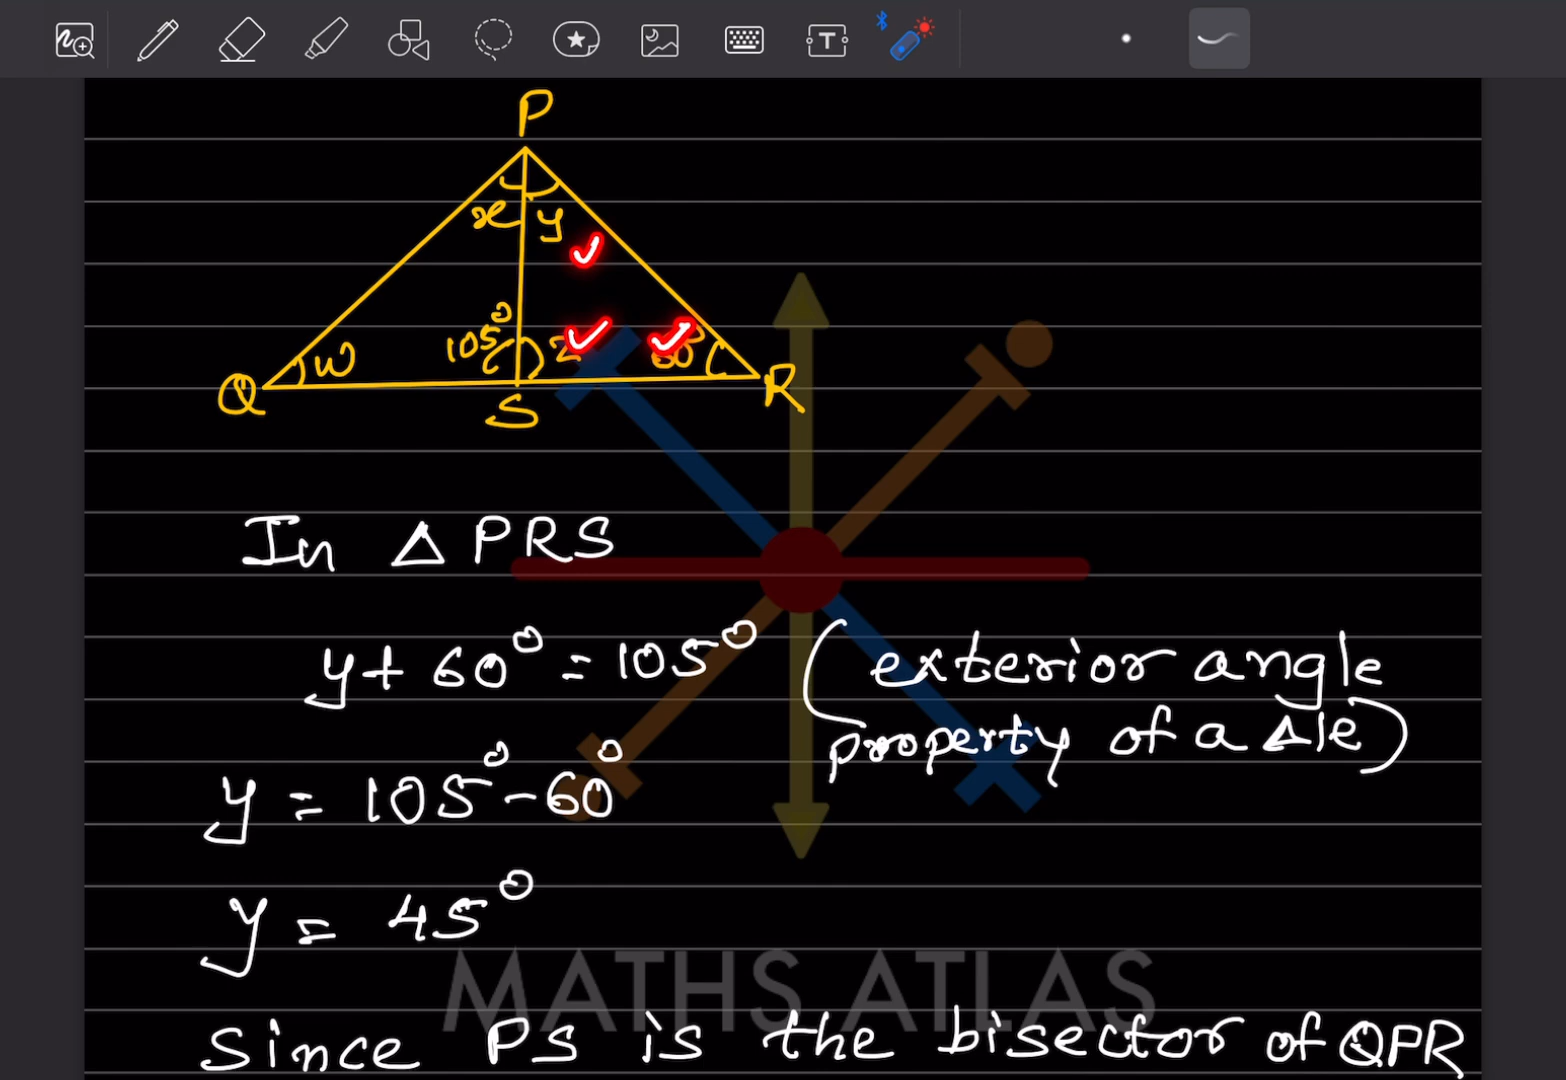 P
x y
105° z 60°
Q w S R
In Δ PRS
y + 60° = 105° (exterior angle
property of a Δle)
y = 105° - 60°
y = 45°
MATHS ATLAS
Since PS is the bisector of QPR